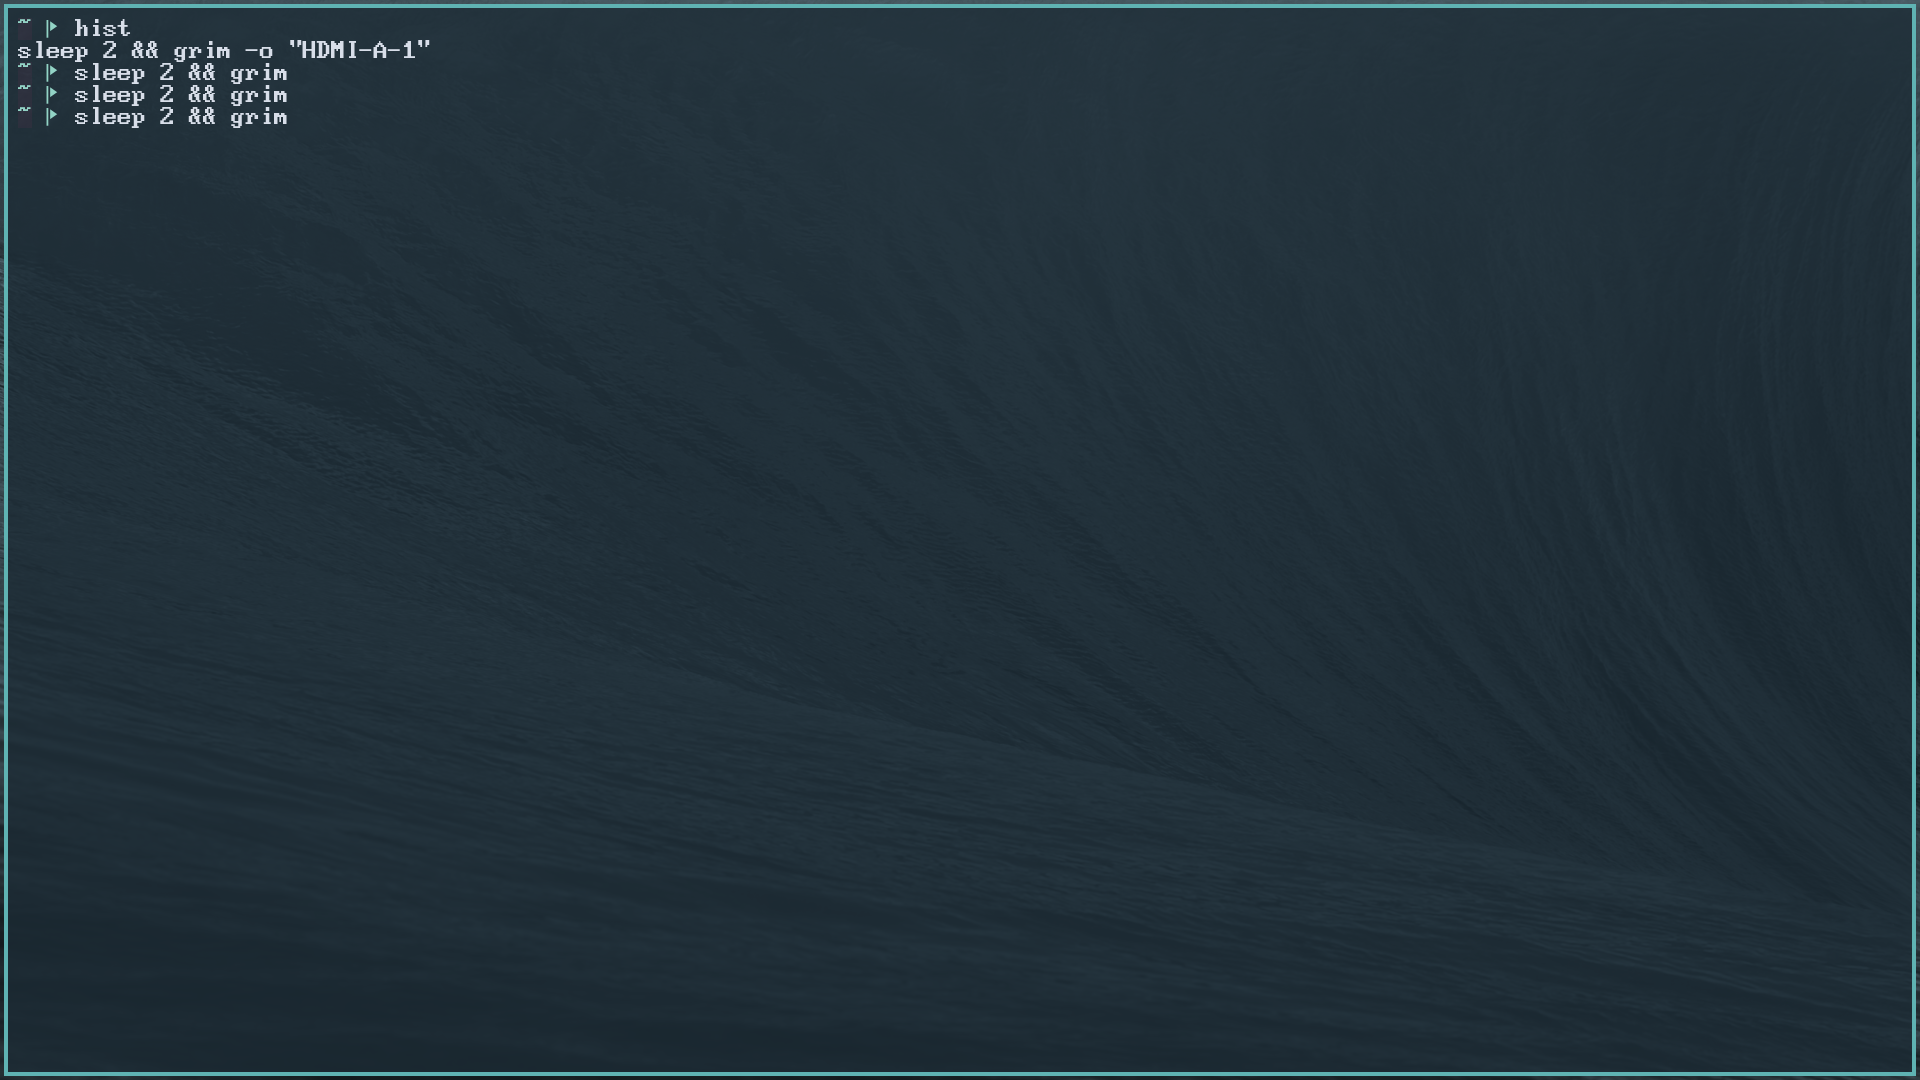 ~ |> hist
sleep 2 && grim -o "HDMI-A-1"
~ |> sleep 2 && grim
~ |> sleep 2 && grim
~ |> sleep 2 && grim